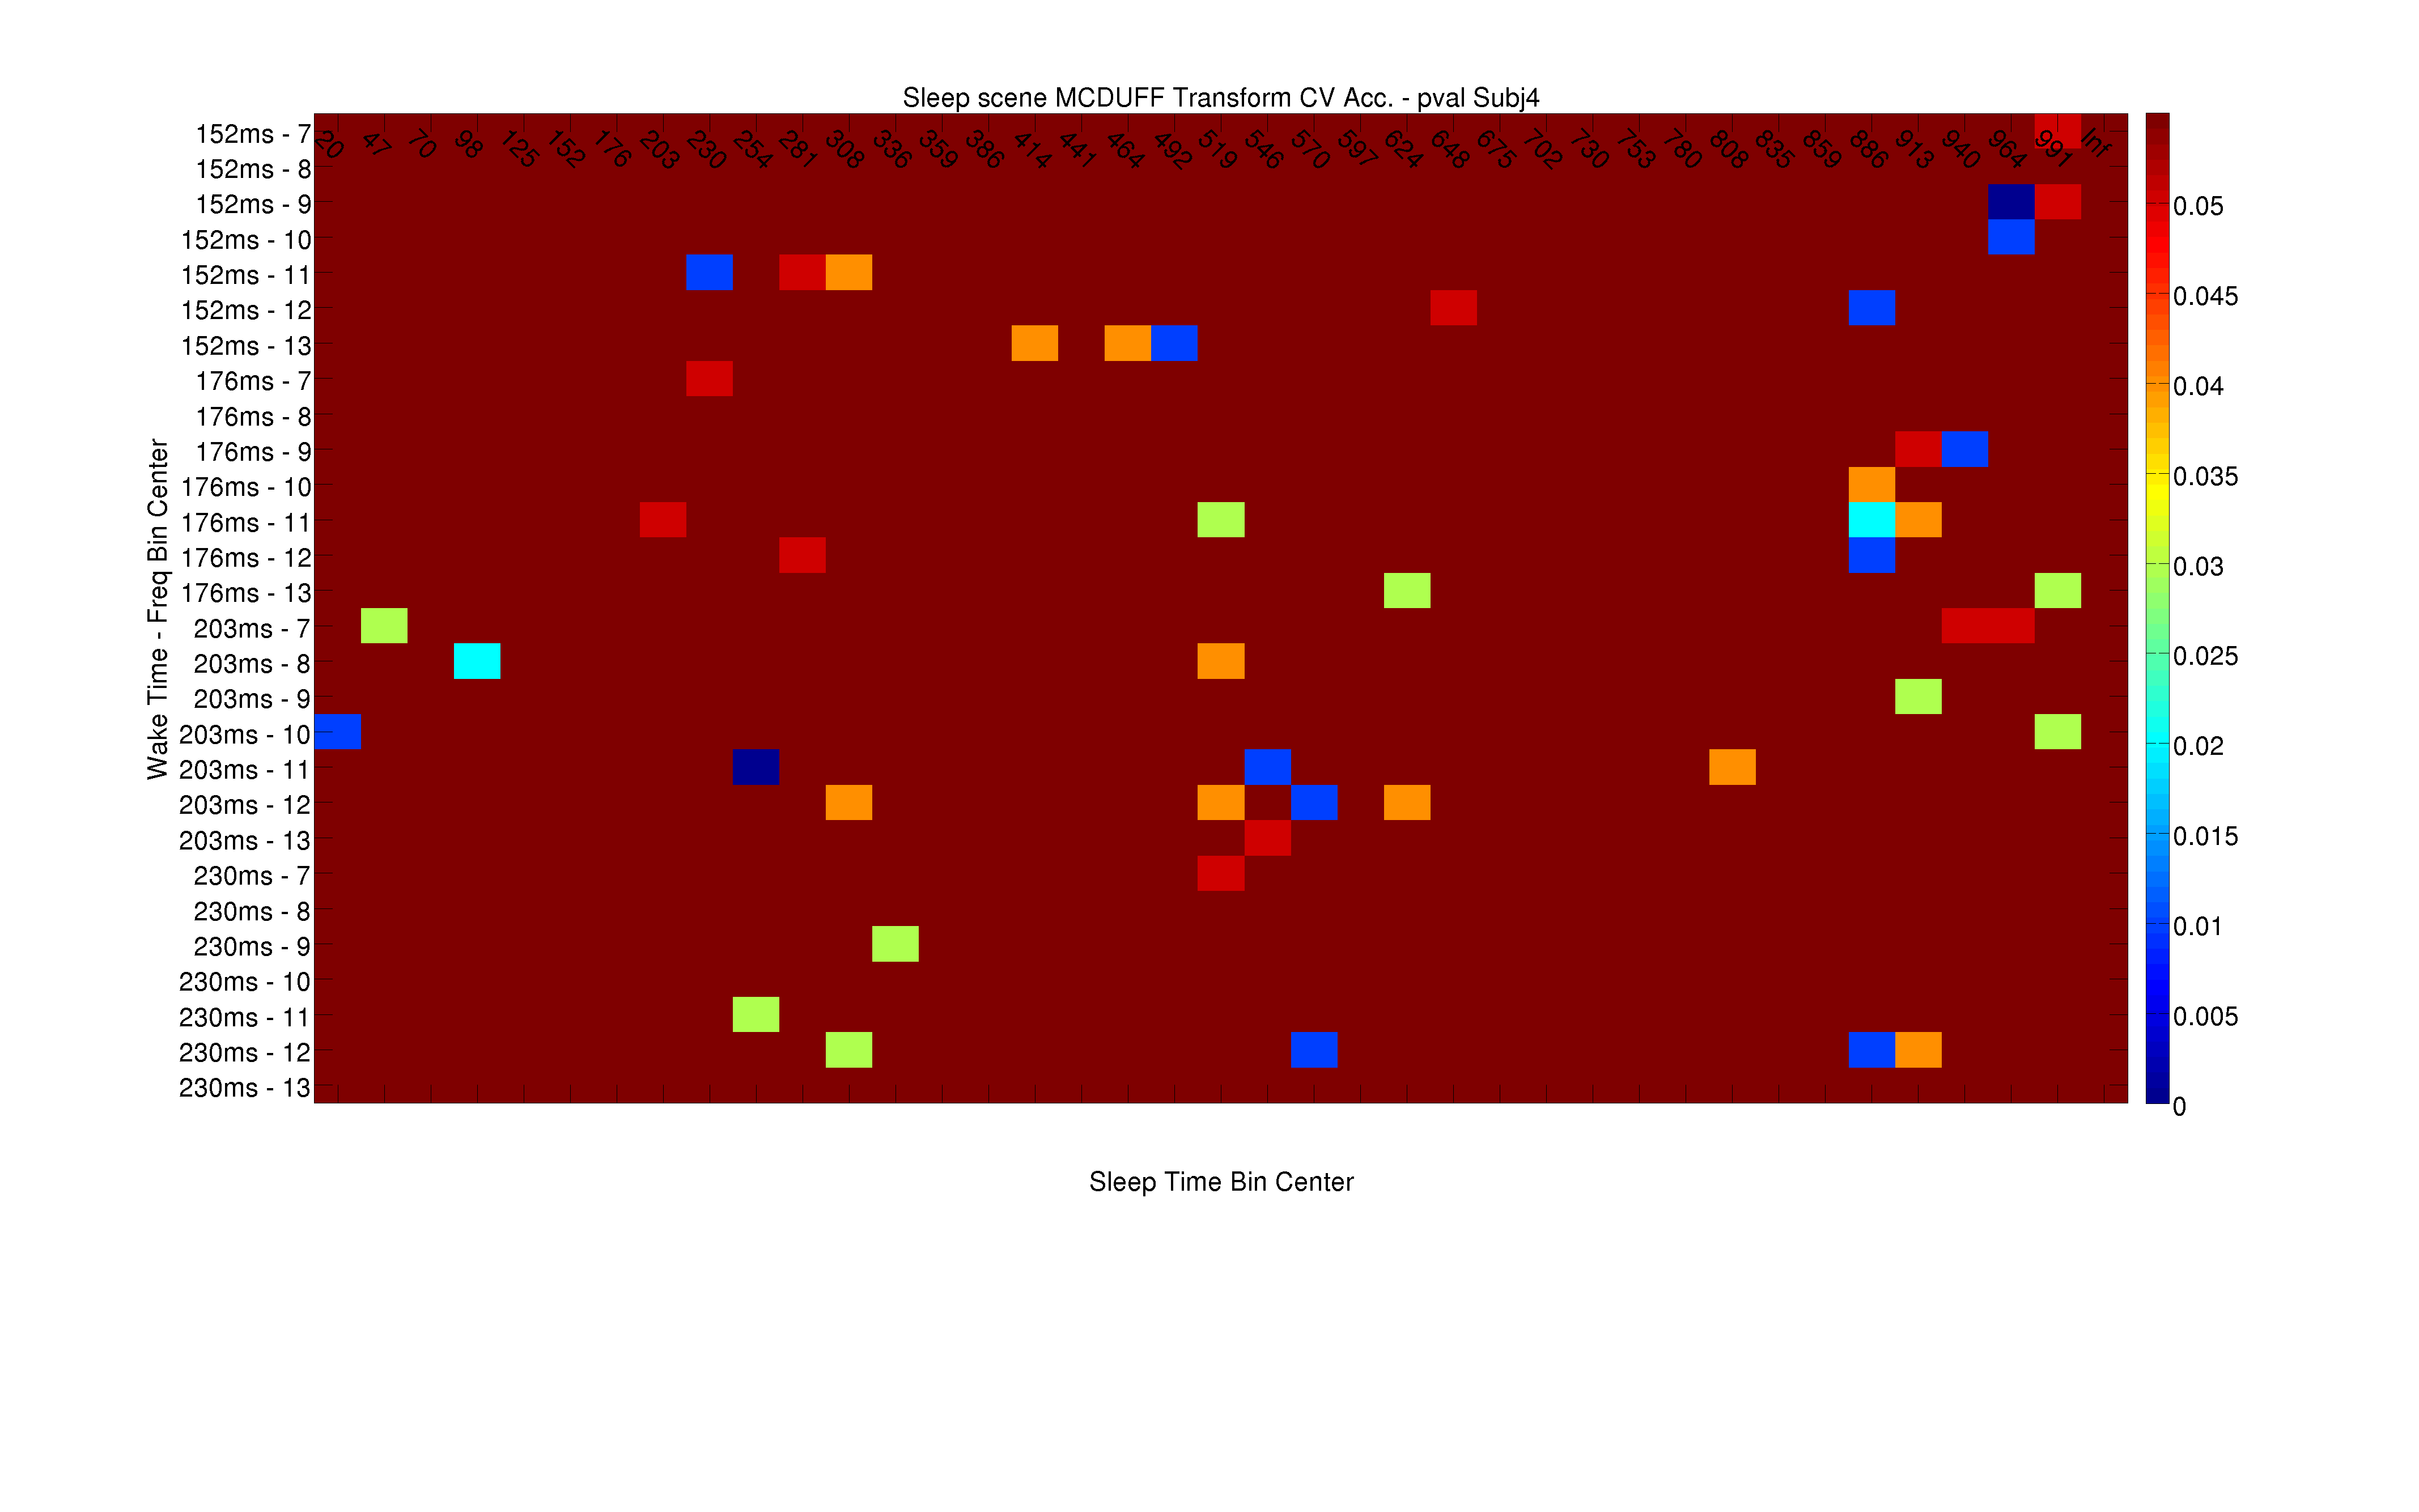 Sleep scene MCDUFF Transform CV Acc. - pval Subj4
20 47 70 98 125 152 176 203 230 254 281 308 336 359 386 414 441 464 492 519 546 570 597 624 648 675 702 730 753 780 808 835 859 886 913 940 964 991 Inf
152ms - 7
152ms - 8
152ms - 9
152ms - 10
152ms - 11
152ms - 12
152ms - 13
176ms - 7
176ms - 8
176ms - 9
176ms - 10
176ms - 11
176ms - 12
176ms - 13
203ms - 7
203ms - 8
203ms - 9
203ms - 10
203ms - 11
203ms - 12
203ms - 13
230ms - 7
230ms - 8
230ms - 9
230ms - 10
230ms - 11
230ms - 12
230ms - 13
Wake Time - Freq Bin Center
0.05
0.045
0.04
0.035
0.03
0.025
0.02
0.015
0.01
0.005
0
Sleep Time Bin Center